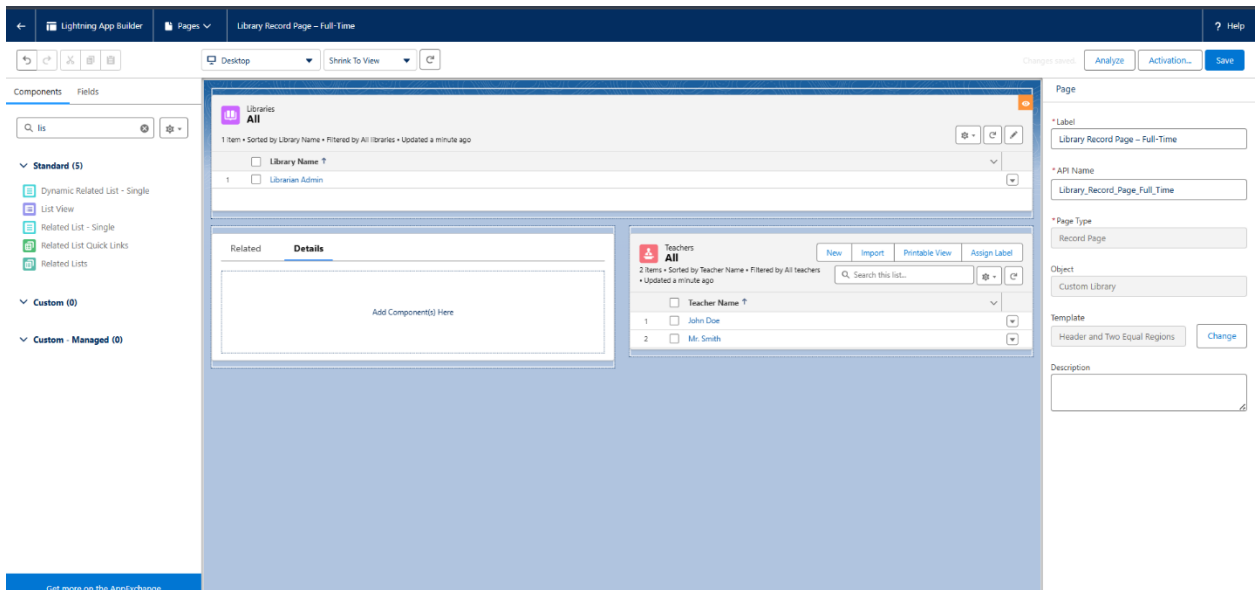 Lightning App Builder
Pages
Library Record Page – Full-Time
? Help
Desktop
Shrink To View
Changes saved
Analyze
Activation...
Save
Components
Fields
lis
Standard (5)
Dynamic Related List - Single
List View
Related List - Single
Related List Quick Links
Related Lists
Custom (0)
Custom - Managed (0)
Get more on the AppExchange
Libraries
All
1 item • Sorted by Library Name • Filtered by All libraries • Updated a minute ago
Library Name ↑
1 Librarian Admin
Related
Details
Add Component(s) Here
Teachers
All
New
Import
Printable View
Assign Label
2 items • Sorted by Teacher Name • Filtered by All teachers
• Updated a minute ago
Search this list...
Teacher Name ↑
1 John Doe
2 Mr. Smith
Page
*Label
Library Record Page – Full-Time
*API Name
Library_Record_Page_Full_Time
*Page Type
Record Page
Object
Custom Library
Template
Header and Two Equal Regions
Change
Description